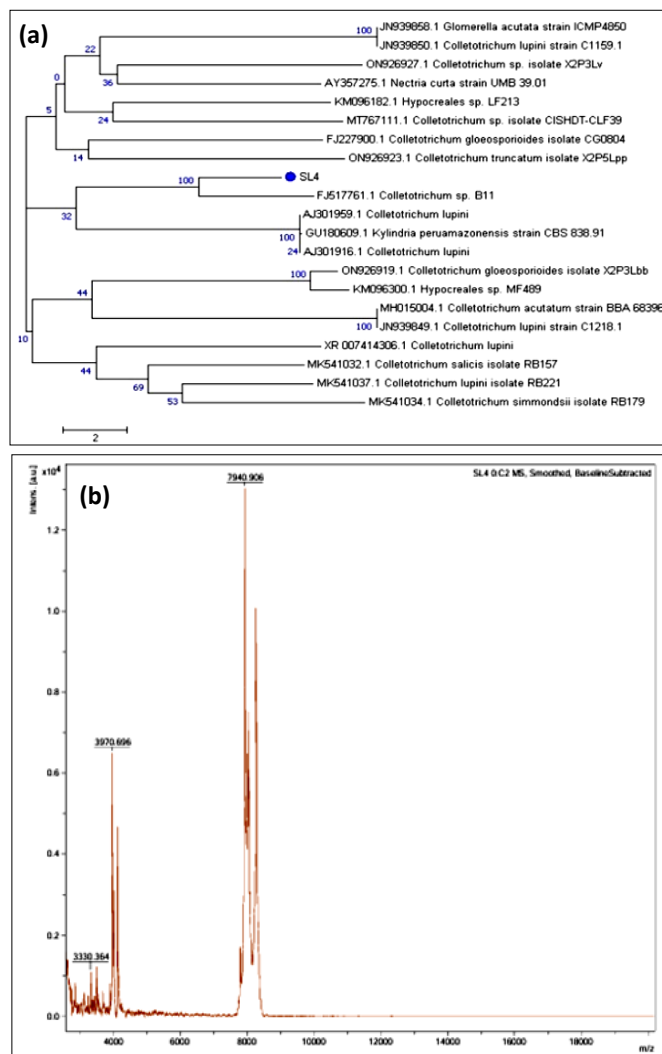 (a)
JN939858.1 Glomerella acutata strain ICMP4850
100
JN939850.1 Colletotrichum lupini strain C1159.1
22
ON926927.1 Colletotrichum sp. isolate X2P3Lv
0
36
AY357275.1 Nectria curta strain UMB 39.01
KM096182.1 Hypocreales sp. LF213
5
24
MT767111.1 Colletotrichum sp. isolate CISHDT-CLF39
FJ227900.1 Colletotrichum gloeosporioides isolate CG0804
14
ON926923.1 Colletotrichum truncatum isolate X2P5Lpp
100
SL4
FJ517761.1 Colletotrichum sp. B11
32
AJ301959.1 Colletotrichum lupini
100
GU180609.1 Kylindria peruamazonensis strain CBS 838.91
24
AJ301916.1 Colletotrichum lupini
ON926919.1 Colletotrichum gloeosporioides isolate X2P3Lbb
100
44
KM096300.1 Hypocreales sp. MF489
MH015004.1 Colletotrichum acutatum strain BBA 68396
10
100
JN939849.1 Colletotrichum lupini strain C1218.1
XR 007414306.1 Colletotrichum lupini
44
MK541032.1 Colletotrichum salicis isolate RB157
69
MK541037.1 Colletotrichum lupini isolate RB221
53
MK541034.1 Colletotrichum simmondsii isolate RB179
2
(b)
Intens. [a.u.]
x10⁴
7940.906
SL4 0:C2 MS, Smoothed, BaselineSubtracted
1.2
1.0
0.8
3970.696
0.6
0.4
0.2
3330.364
0.0
4000
6000
8000
10000
12000
14000
16000
18000
m/z